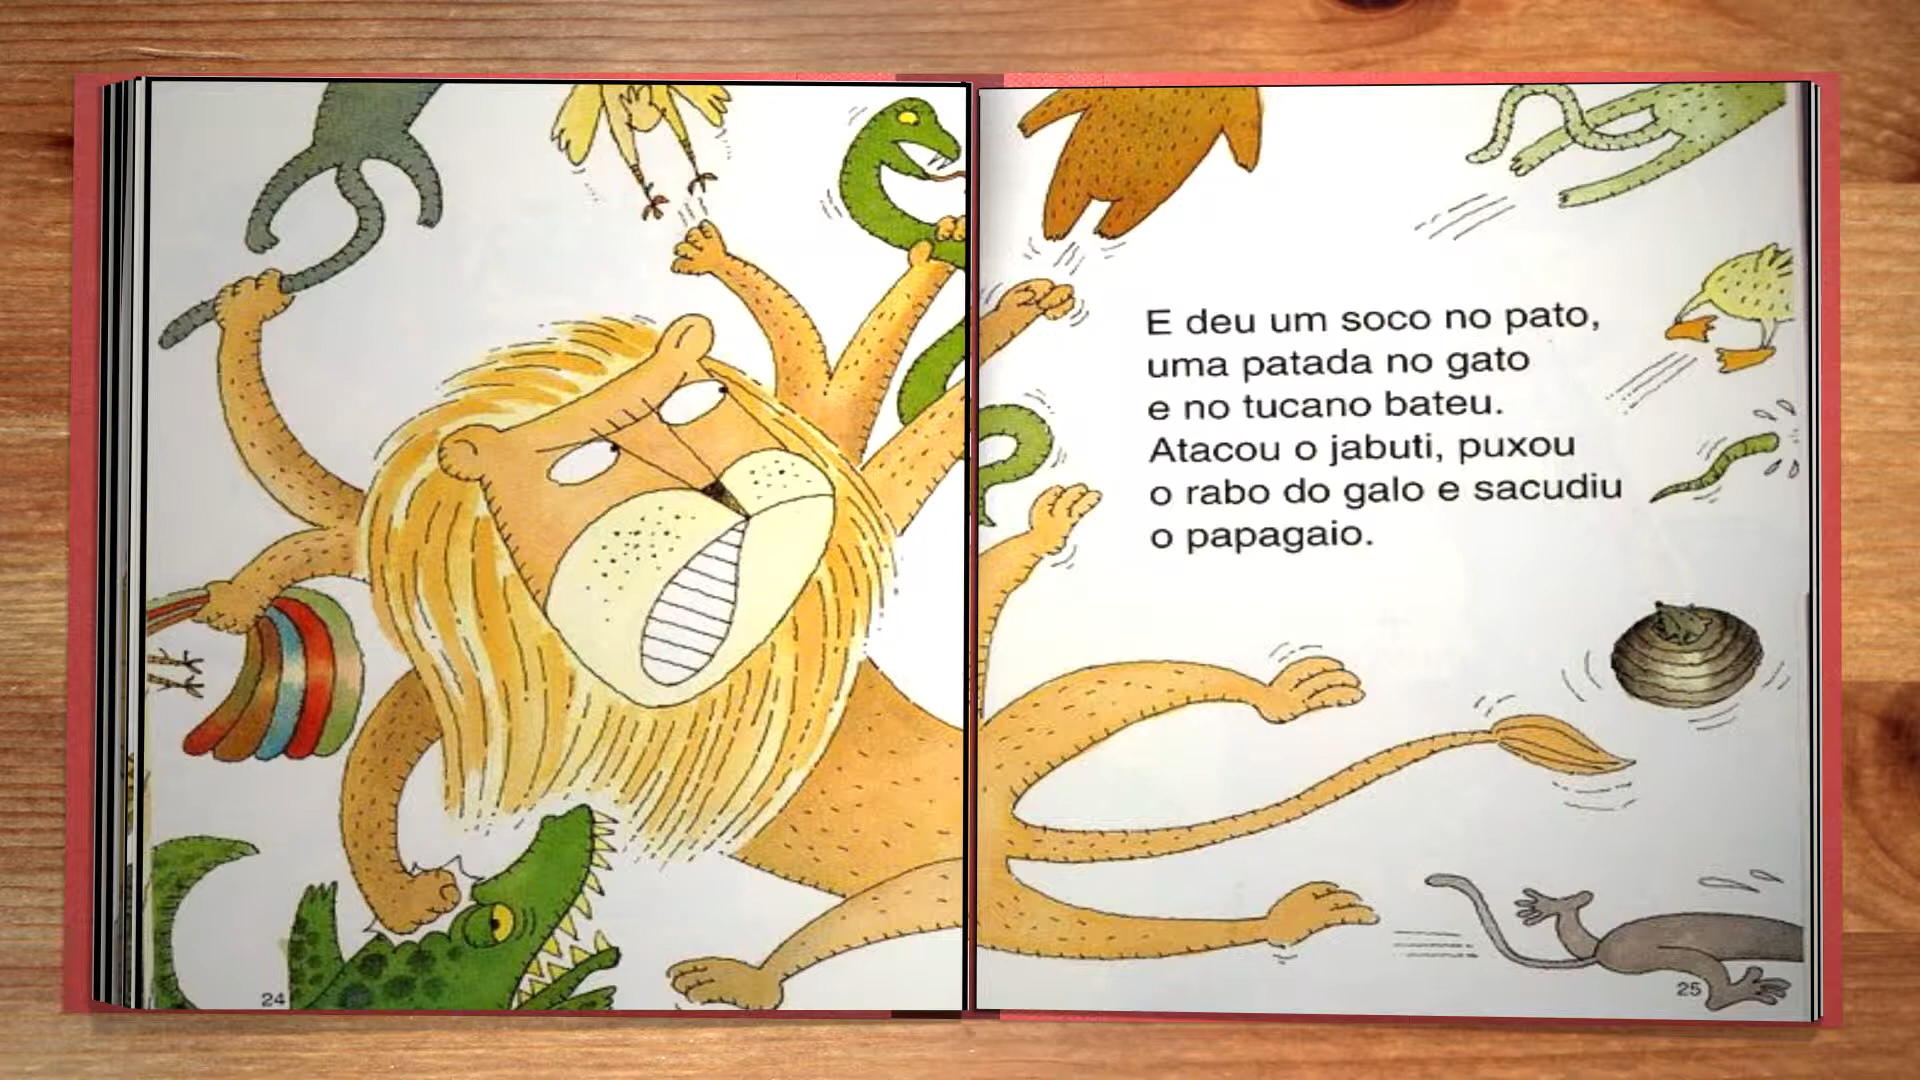 E deu um soco no pato,
uma patada no gato
e no tucano bateu.
Atacou o jabuti, puxou
o rabo do galo e sacudiu
o papagaio.
24
25